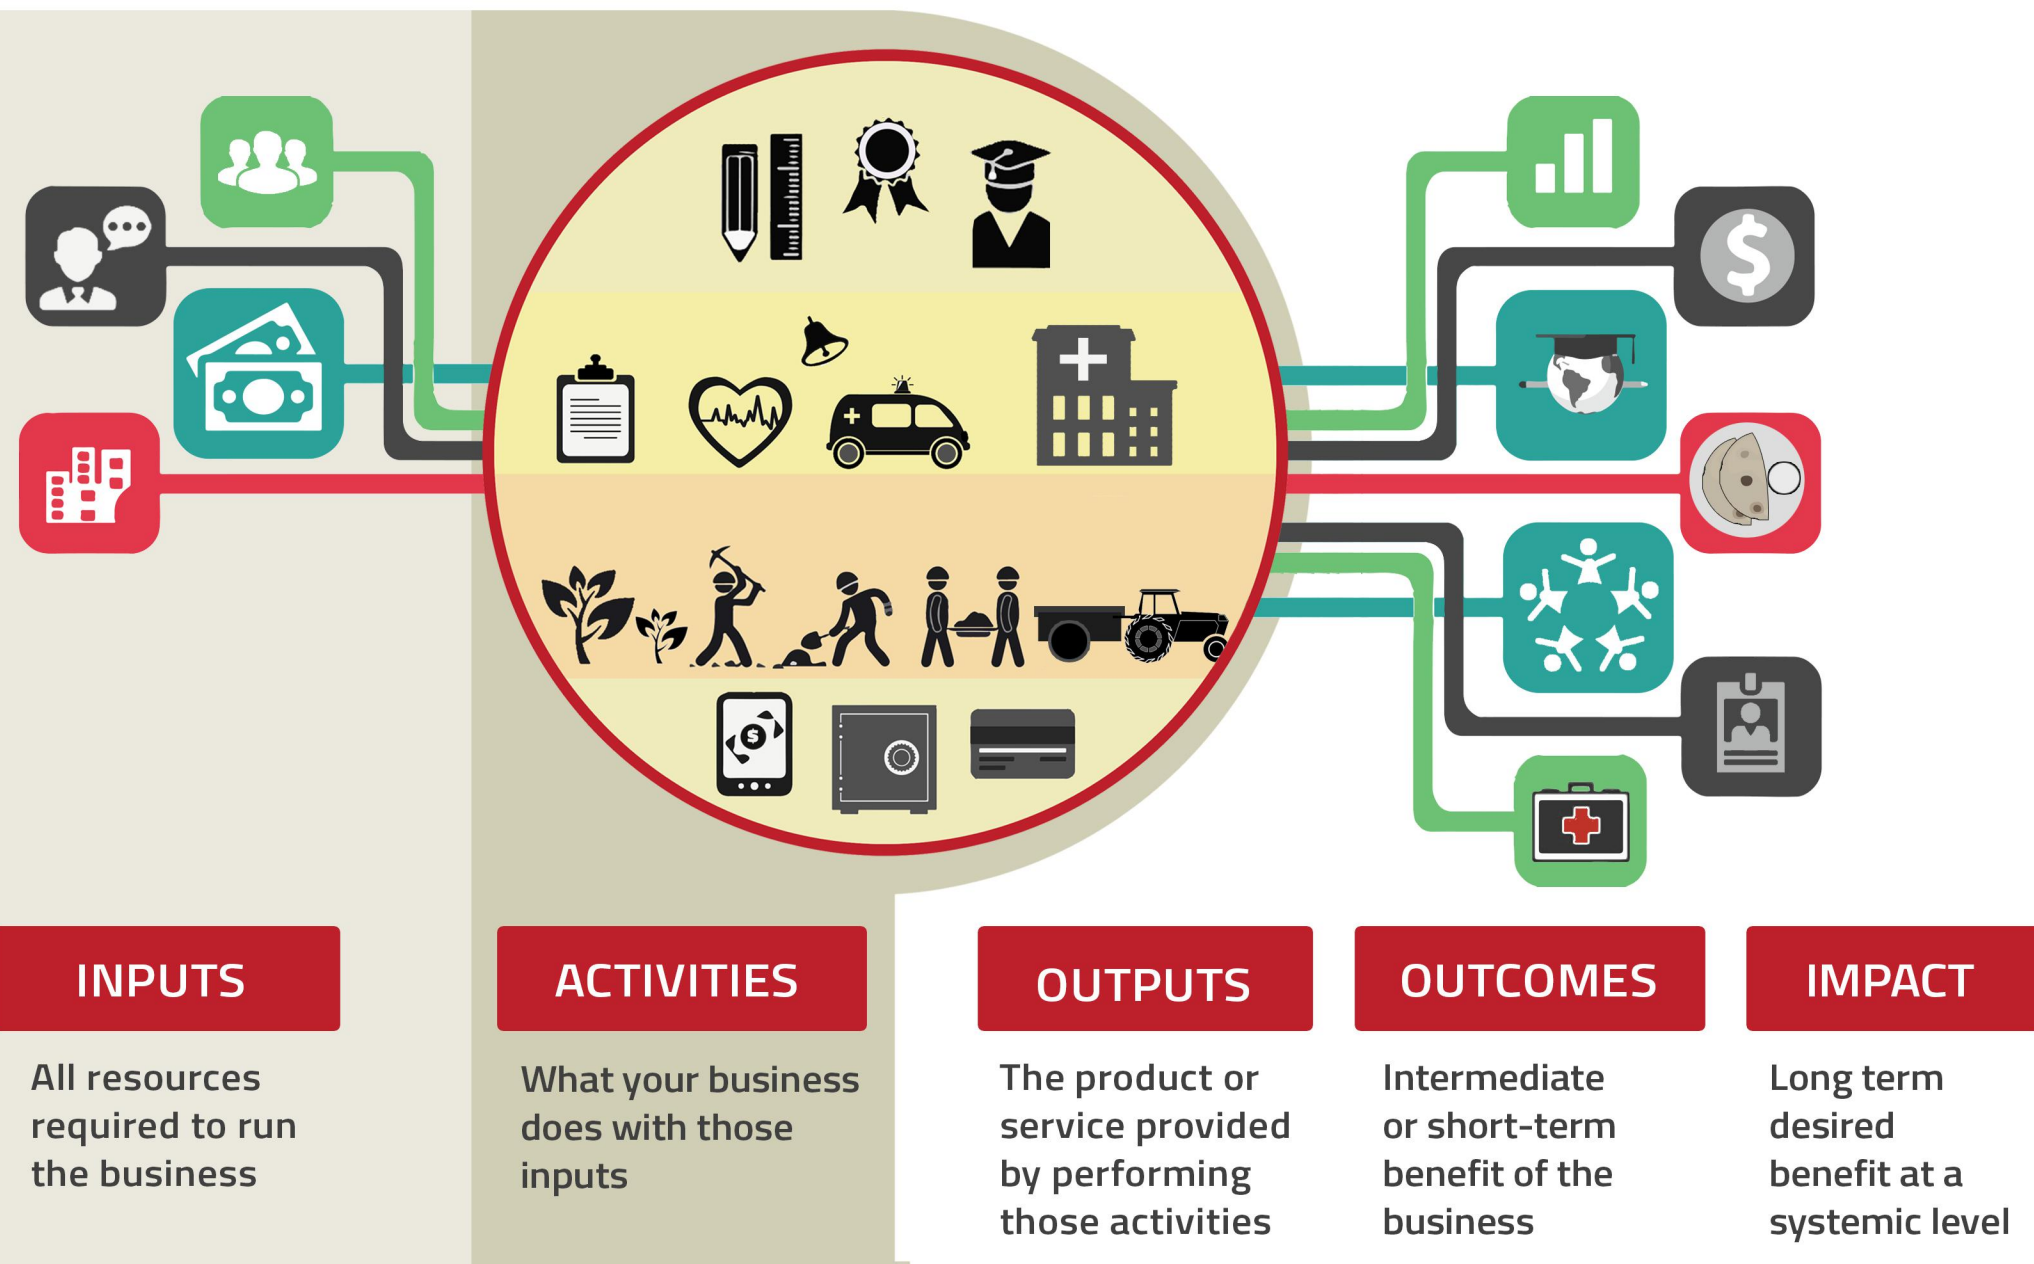 INPUTS
All resources
required to run
the business
ACTIVITIES
What your business
does with those
inputs
OUTPUTS
The product or
service provided
by performing
those activities
OUTCOMES
Intermediate
or short-term
benefit of the
business
IMPACT
Long term
desired
benefit at a
systemic level